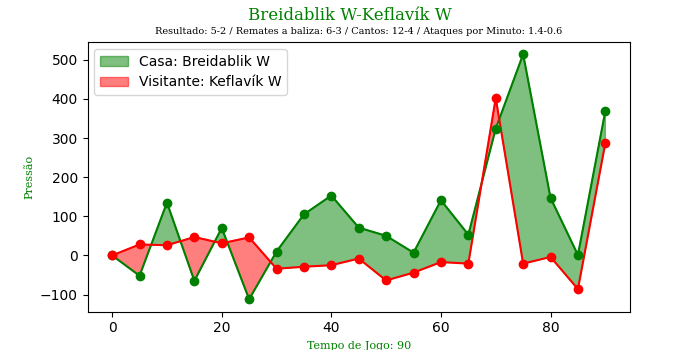 Breidablik W-Keflavík W
Resultado: 5-2 / Remates a baliza: 6-3 / Cantos: 12-4 / Ataques por Minuto: 1.4-0.6
Casa: Breidablik W
Visitante: Keflavík W
Pressão
500
400
300
200
100
0
−100
0 20 40 60 80
Tempo de Jogo: 90